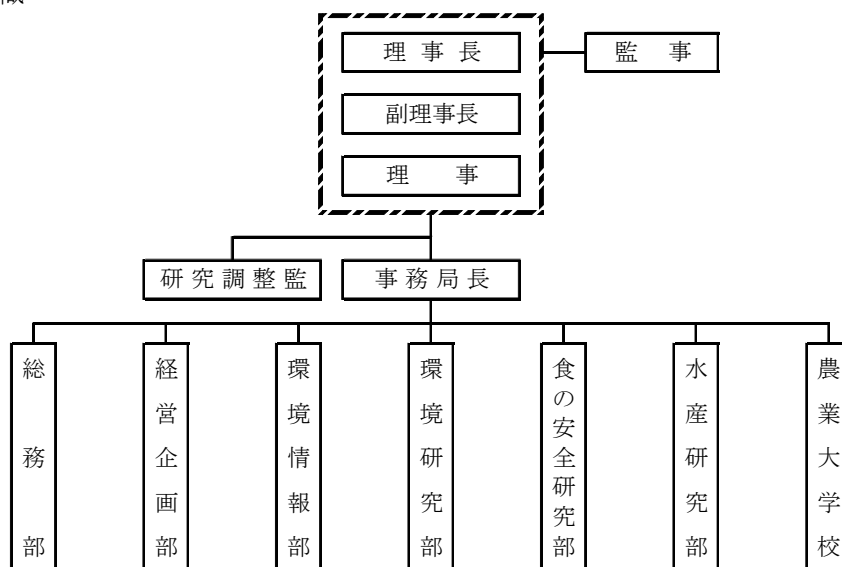 理事長
監事
副理事長
理事
研究調整監
事務局長
総務部
経営企画部
環境情報部
環境研究部
食の安全研究部
水産研究部
農業大学校